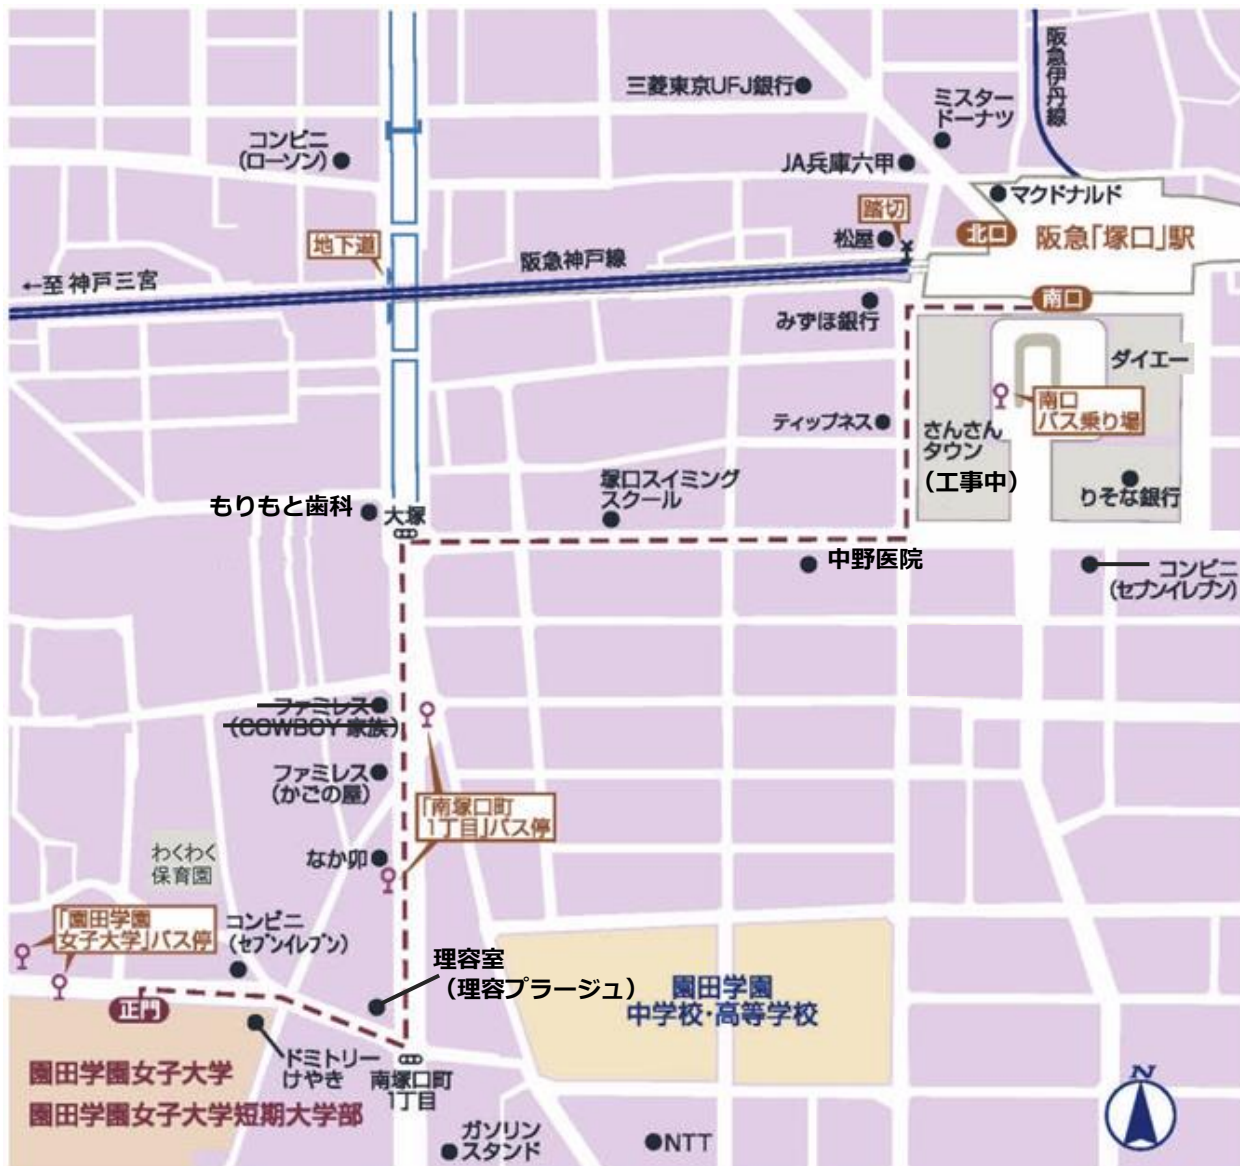 阪急伊丹線
三菱東京UFJ銀行
ミスター
ドーナツ
コンビニ
(ローソン)
JA兵庫六甲
マクドナルド
踏切
松屋
北口
阪急「塚口」駅
地下道
阪急神戸線
←至 神戸三宮
南口
みずほ銀行
ダイエー
南口
バス乗り場
ティップネス
さんさん
タウン
（工事中）
塚口スイミング
スクール
りそな銀行
もりもと歯科
大塚
中野医院
コンビニ
(セブンイレブン)
ファミレス
(COWBOY 家族)
ファミレス
(かごの屋)
「南塚口町
1丁目」バス停
わくわく
保育園
なか卯
「園田学園
女子大学」バス停
コンビニ
(セブンイレブン)
理容室
（理容プラージュ）
園田学園
中学校・高等学校
正門
ドミトリー
けやき
南塚口町
1丁目
園田学園女子大学
園田学園女子大学短期大学部
N
ガソリン
スタンド
NTT